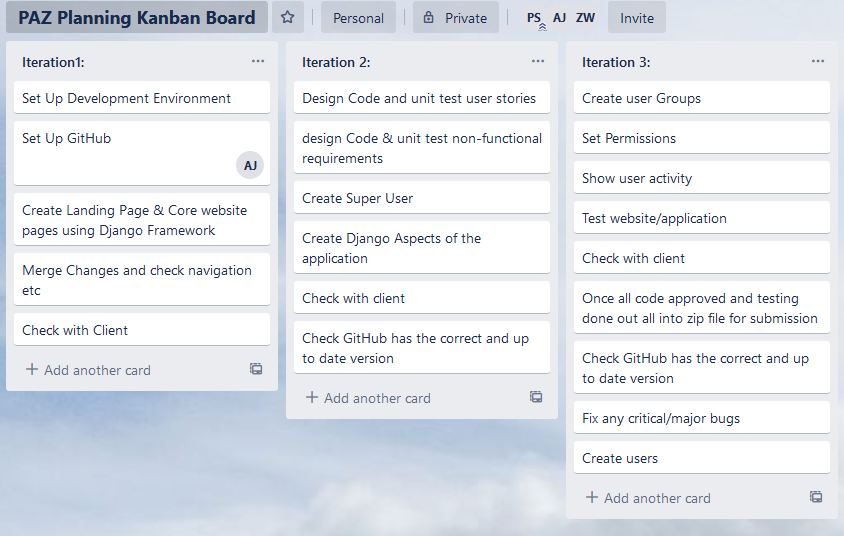 PAZ Planning Kanban Board
Personal
Private
PS
AJ
ZW
Invite
Iteration1:
Set Up Development Environment
Set Up GitHub
AJ
Create Landing Page & Core website
pages using Django Framework
Merge Changes and check navigation
etc
Check with Client
Add another card
Iteration 2:
Design Code and unit test user stories
design Code & unit test non-functional
requirements
Create Super User
Create Django Aspects of the
application
Check with client
Check GitHub has the correct and up
to date version
Add another card
Iteration 3:
Create user Groups
Set Permissions
Show user activity
Test website/application
Check with client
Once all code approved and testing
done out all into zip file for submission
Check GitHub has the correct and up
to date version
Fix any critical/major bugs
Create users
Add another card